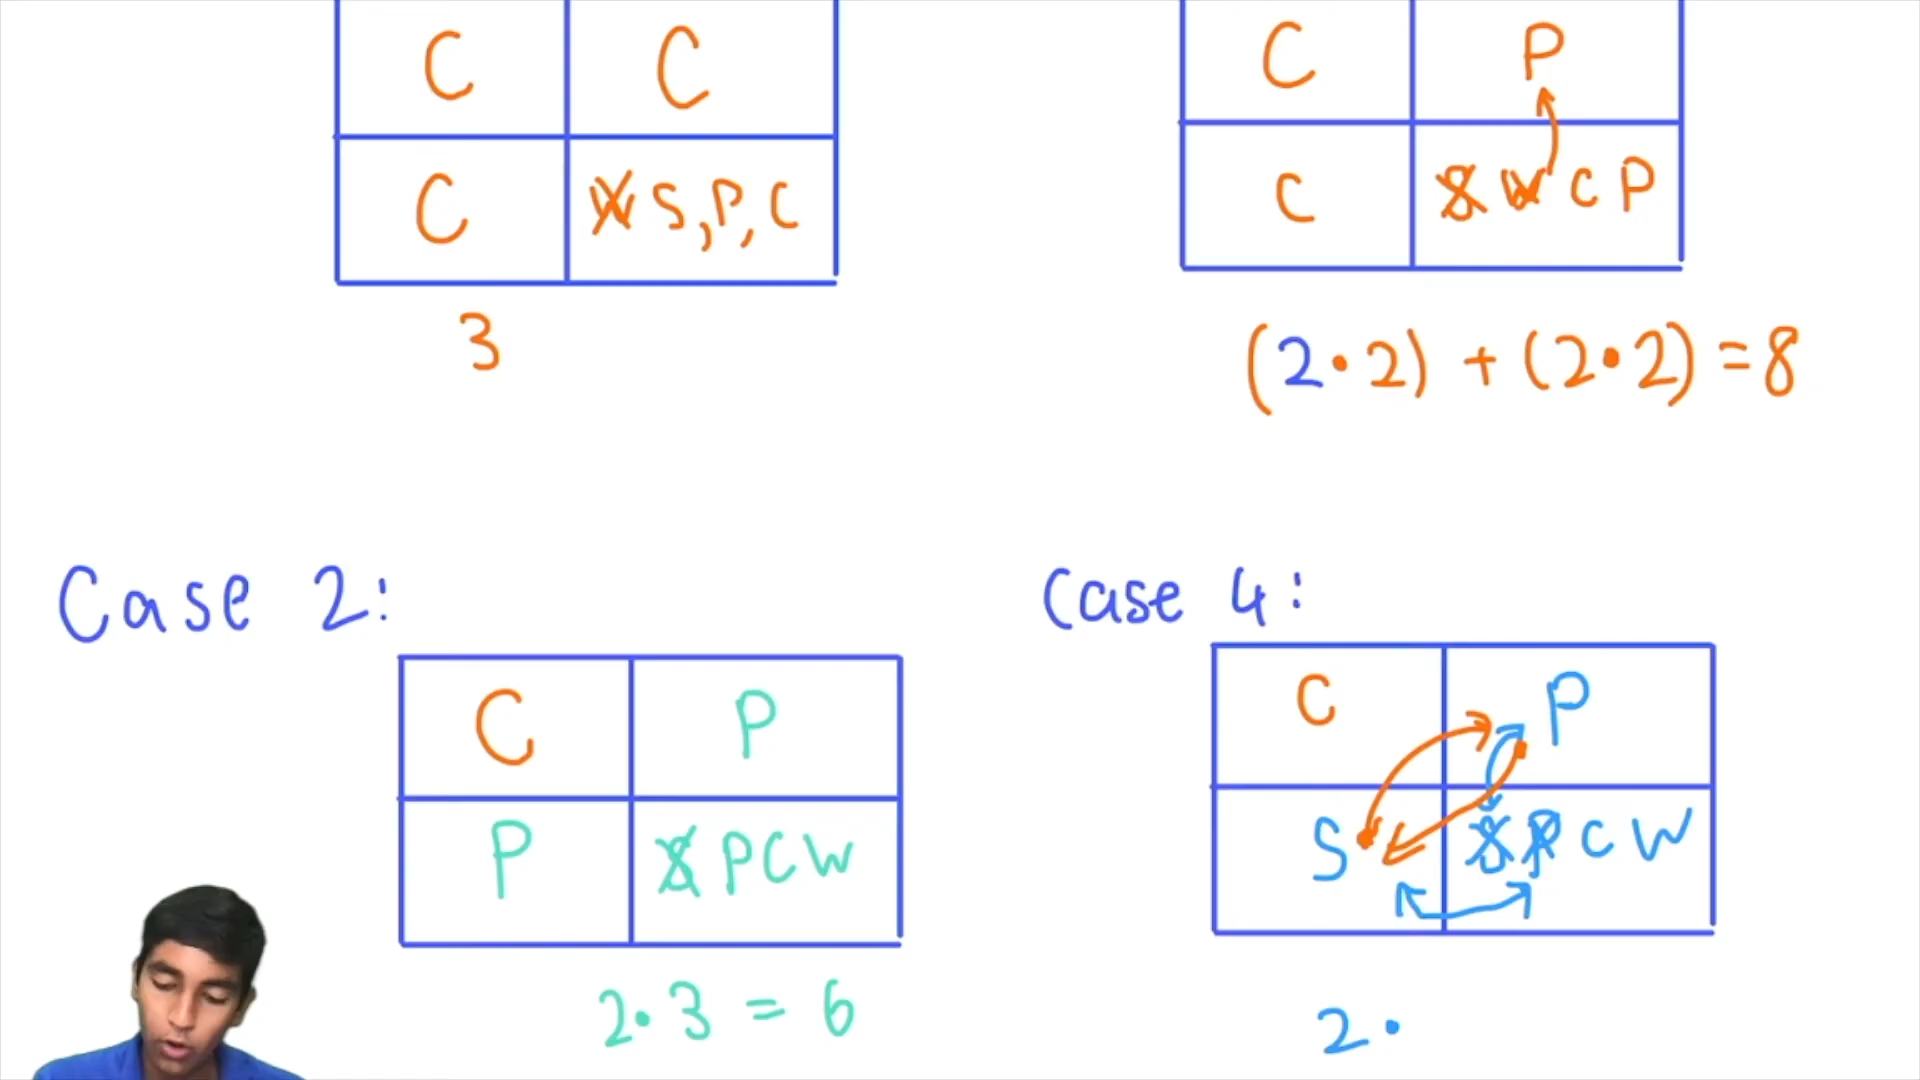 C C
C W S, P, C
3
C P
C S W C P
(2·2) + (2·2) = 8
Case 2:
C P
P S P C W
2·3 = 6
Case 4:
C P
S S P C W
2·